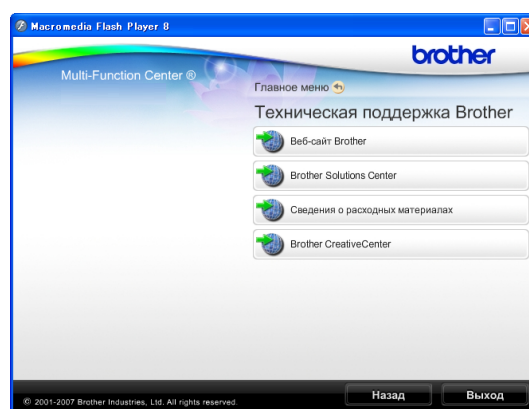 Macromedia Flash Player 8
brother
Multi-Function Center ®
Главное меню
Техническая поддержка Brother
Веб-сайт Brother
Brother Solutions Center
Сведения о расходных материалах
Brother CreativeCenter
© 2001-2007 Brother Industries, Ltd. All rights reserved.
Назад
Выход